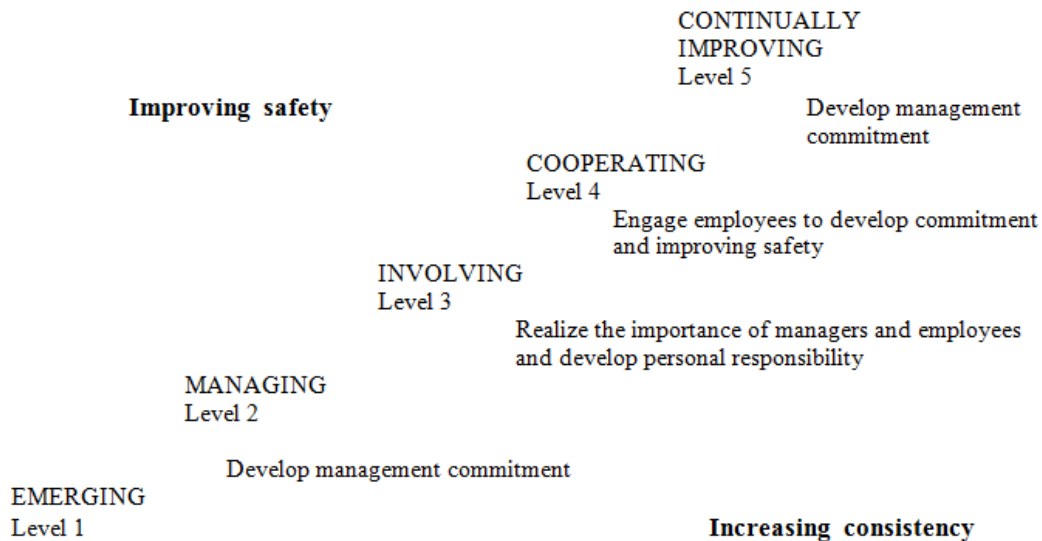 CONTINUALLY
IMPROVING
Level 5
Improving safety
Develop management
commitment
COOPERATING
Level 4
Engage employees to develop commitment
and improving safety
INVOLVING
Level 3
Realize the importance of managers and employees
and develop personal responsibility
MANAGING
Level 2
Develop management commitment
EMERGING
Level 1
Increasing consistency